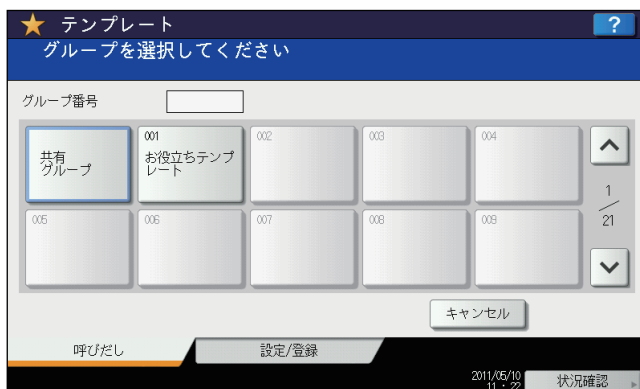 テンプレート
?
グループを選択してください
グループ番号
共有
グループ
001
お役立ちテンプ
レート
002
003
004
1
21
005
006
007
008
009
キャンセル
呼びだし
設定/登録
2011/05/10
11:22
状況確認